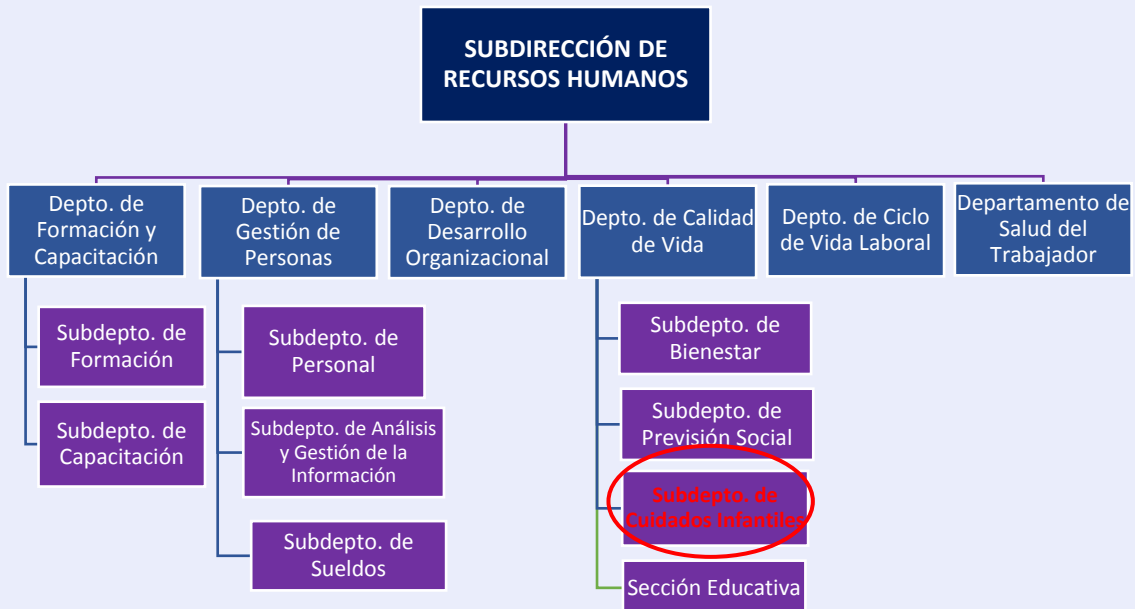 SUBDIRECCIÓN DE
RECURSOS HUMANOS
Depto. de
Formación y
Capacitación
Depto. de
Gestión de
Personas
Depto. de
Desarrollo
Organizacional
Depto. de Calidad
de Vida
Depto. de Ciclo
de Vida Laboral
Departamento de
Salud del
Trabajador
Subdepto. de
Formación
Subdepto. de
Capacitación
Subdepto. de
Personal
Subdepto. de Análisis
y Gestión de la
Información
Subdepto. de
Sueldos
Subdepto. de
Bienestar
Subdepto. de
Previsión Social
Subdepto. de
Cuidados Infantiles
Sección Educativa